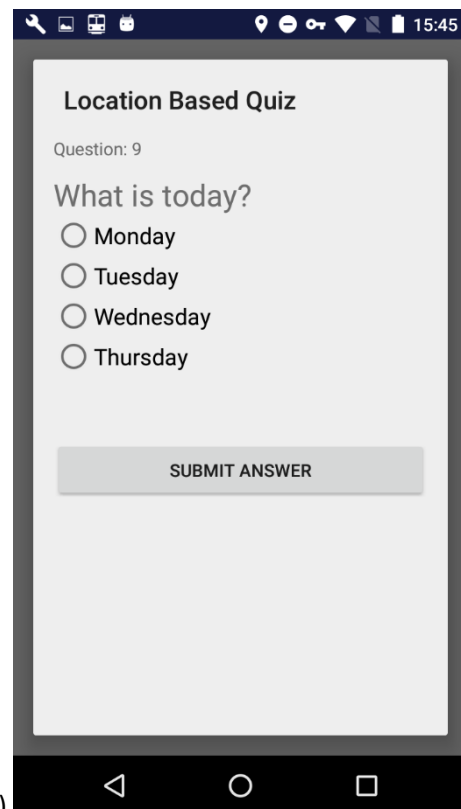 15:45
Location Based Quiz
Question: 9
What is today?
Monday
Tuesday
Wednesday
Thursday
SUBMIT ANSWER
)